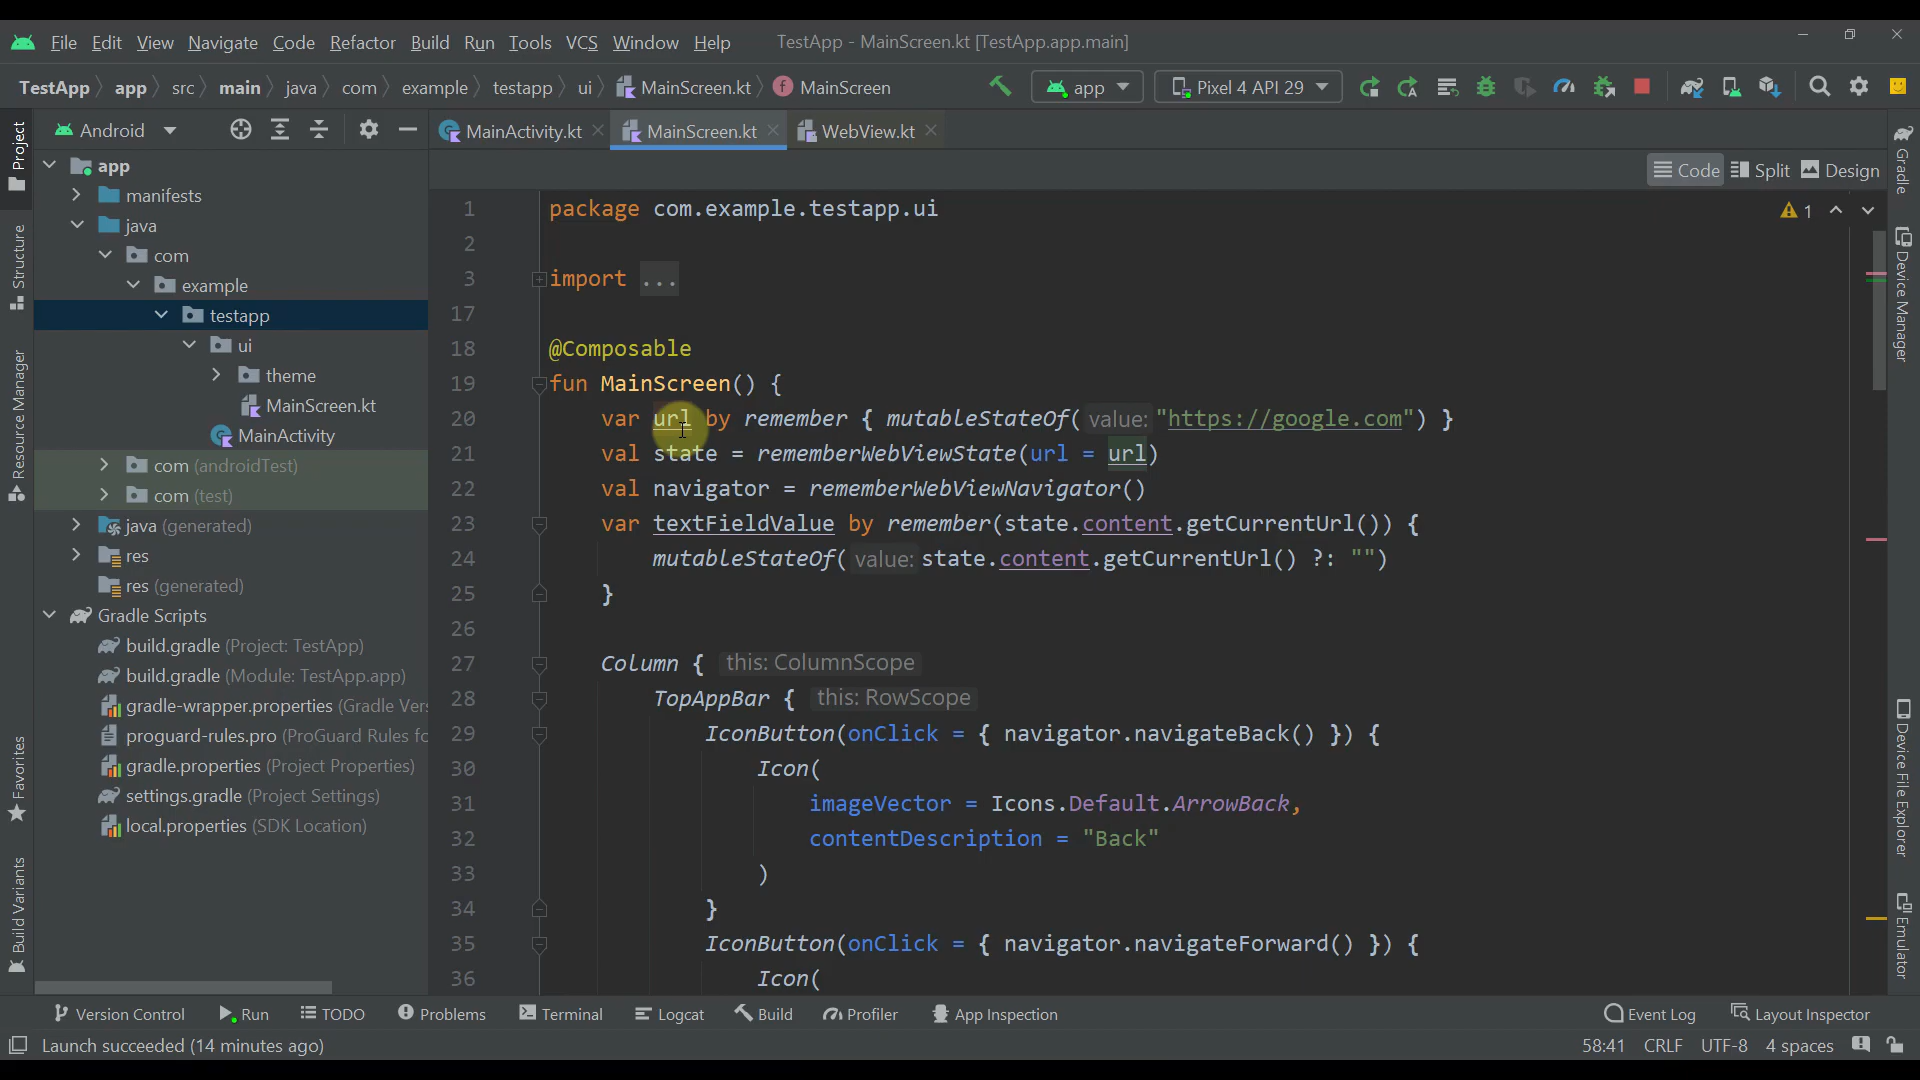 File Edit View Navigate Code Refactor Build Run Tools VCS Window Help TestApp - MainScreen.kt [TestApp.app.main]
TestApp app src main java com example testapp ui MainScreen.kt MainScreen app Pixel 4 API 29
Android MainActivity.kt MainScreen.kt WebView.kt
Code Split Design
Project
Structure
Resource Manager
Favorites
Build Variants
app
manifests
java
com
example
testapp
ui
theme
MainScreen.kt
MainActivity
com (androidTest)
com (test)
java (generated)
res
res (generated)
Gradle Scripts
build.gradle (Project: TestApp)
build.gradle (Module: TestApp.app)
gradle-wrapper.properties (Gradle Ver
proguard-rules.pro (ProGuard Rules fo
gradle.properties (Project Properties)
settings.gradle (Project Settings)
local.properties (SDK Location)
1 package com.example.testapp.ui
2
3 import ...
17
18 @Composable
19 fun MainScreen() {
20 var url by remember { mutableStateOf( value: "https://google.com") }
21 val state = rememberWebViewState(url = url)
22 val navigator = rememberWebViewNavigator()
23 var textFieldValue by remember(state.content.getCurrentUrl()) {
24 mutableStateOf( value: state.content.getCurrentUrl() ?: "")
25 }
26
27 Column { this: ColumnScope
28 TopAppBar { this: RowScope
29 IconButton(onClick = { navigator.navigateBack() }) {
30 Icon(
31 imageVector = Icons.Default.ArrowBack,
32 contentDescription = "Back"
33 )
34 }
35 IconButton(onClick = { navigator.navigateForward() }) {
36 Icon(
1
Gradle
Device Manager
Device File Explorer
Emulator
Version Control Run TODO Problems Terminal Logcat Build Profiler App Inspection Event Log Layout Inspector
Launch succeeded (14 minutes ago) 58:41 CRLF UTF-8 4 spaces